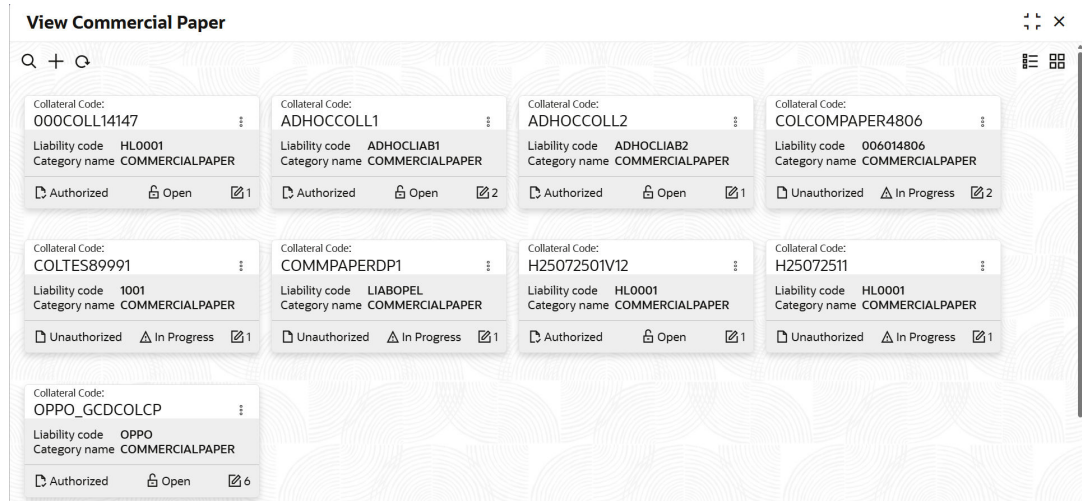 View Commercial Paper
Collateral Code:
000COLL14147
Liability code HL0001
Category name COMMERCIALPAPER
Authorized Open 1
Collateral Code:
ADHOCCOLL1
Liability code ADHOCLIAB1
Category name COMMERCIALPAPER
Authorized Open 2
Collateral Code:
ADHOCCOLL2
Liability code ADHOCLIAB2
Category name COMMERCIALPAPER
Authorized Open 1
Collateral Code:
COLCOMPAPER4806
Liability code 006014806
Category name COMMERCIALPAPER
Unauthorized In Progress 2
Collateral Code:
COLTES89991
Liability code 1001
Category name COMMERCIALPAPER
Unauthorized In Progress 1
Collateral Code:
COMMPAPERDP1
Liability code LIABOPEL
Category name COMMERCIALPAPER
Unauthorized In Progress 1
Collateral Code:
H25072501V12
Liability code HL0001
Category name COMMERCIALPAPER
Authorized Open 1
Collateral Code:
H25072511
Liability code HL0001
Category name COMMERCIALPAPER
Unauthorized In Progress 1
Collateral Code:
OPPO_GCDCOLCP
Liability code OPPO
Category name COMMERCIALPAPER
Authorized Open 6